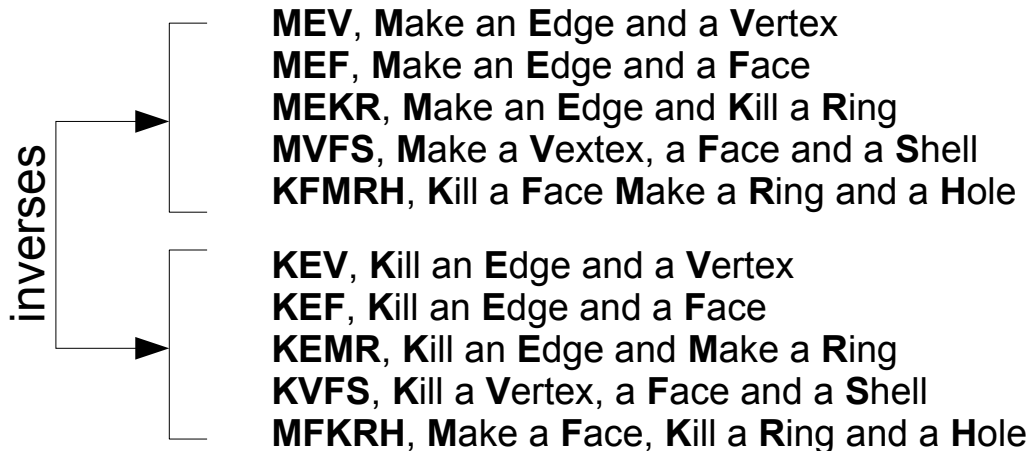 inverses
MEV, Make an Edge and a Vertex
MEF, Make an Edge and a Face
MEKR, Make an Edge and Kill a Ring
MVFS, Make a Vextex, a Face and a Shell
KFMRH, Kill a Face Make a Ring and a Hole
KEV, Kill an Edge and a Vertex
KEF, Kill an Edge and a Face
KEMR, Kill an Edge and Make a Ring
KVFS, Kill a Vertex, a Face and a Shell
MFKRH, Make a Face, Kill a Ring and a Hole